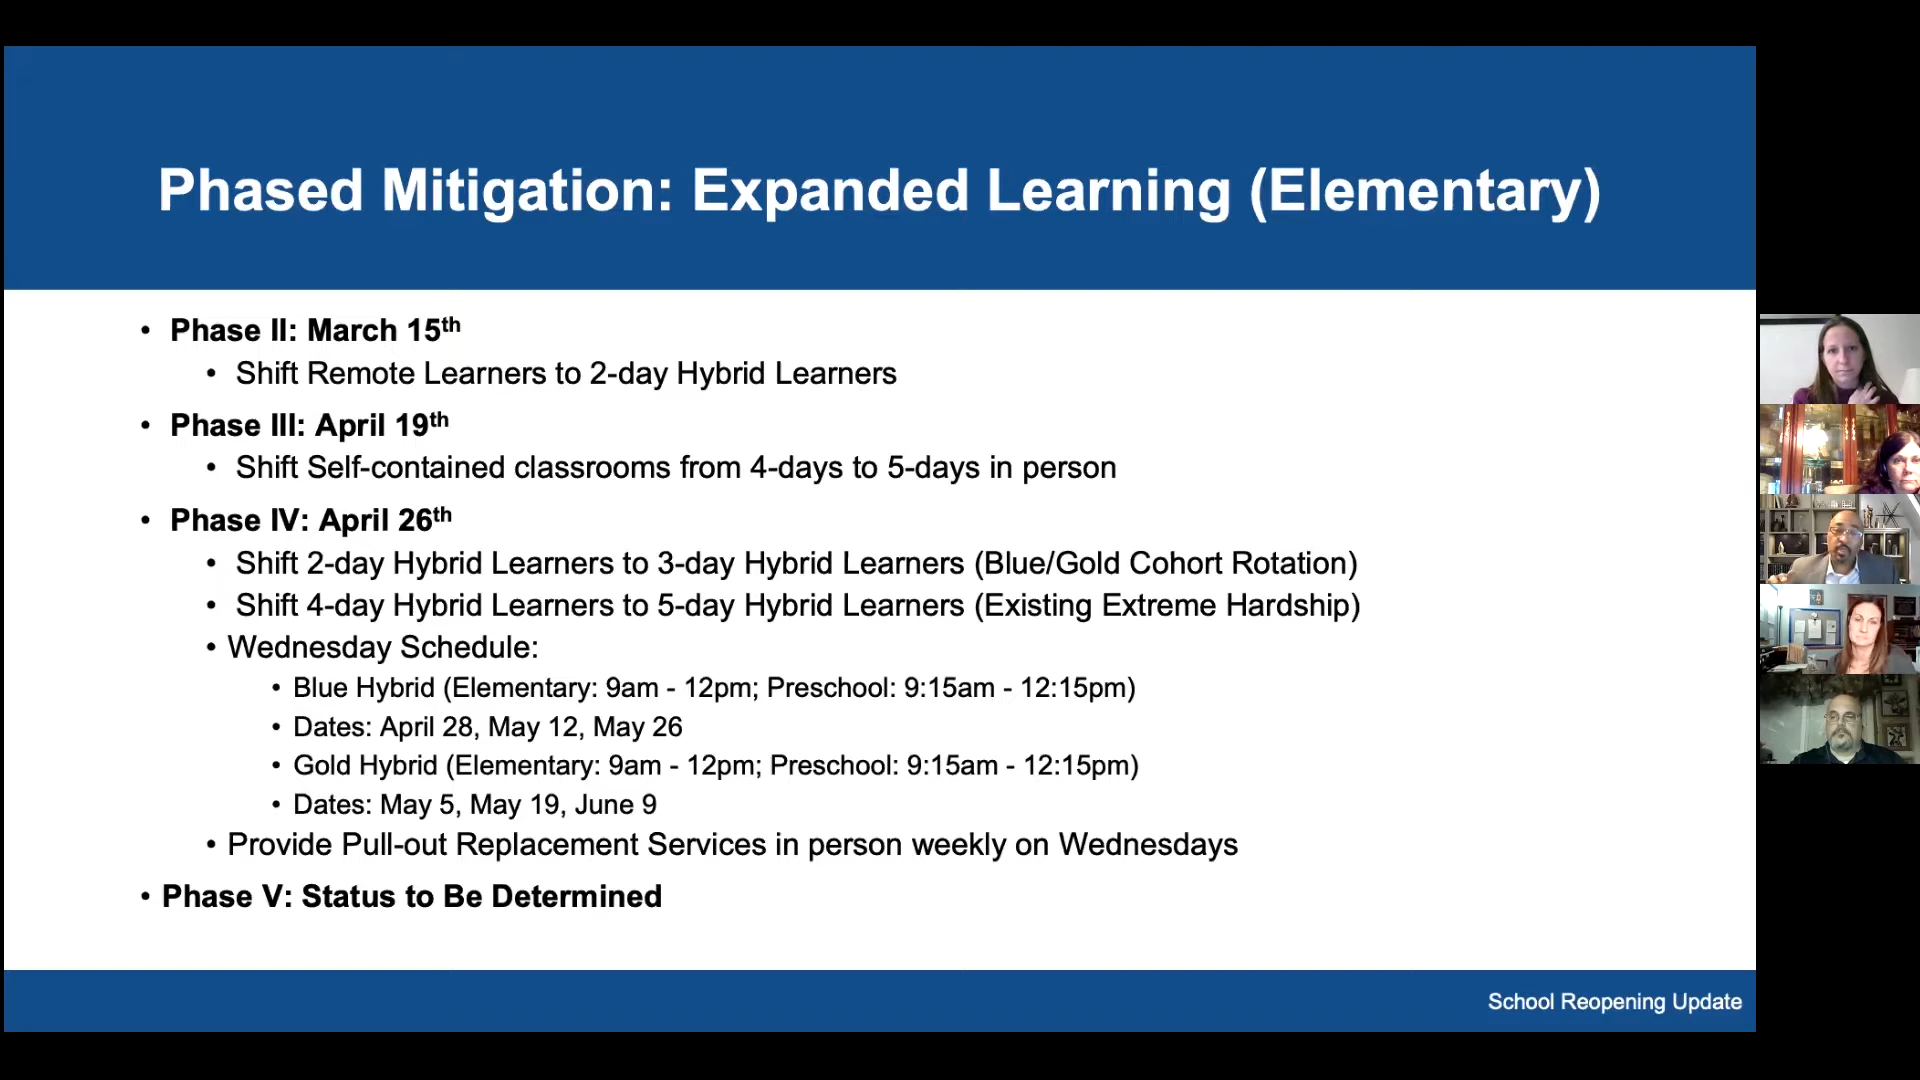 Phased Mitigation: Expanded Learning (Elementary)
• Phase II: March 15th
• Shift Remote Learners to 2-day Hybrid Learners
• Phase III: April 19th
• Shift Self-contained classrooms from 4-days to 5-days in person
• Phase IV: April 26th
• Shift 2-day Hybrid Learners to 3-day Hybrid Learners (Blue/Gold Cohort Rotation)
• Shift 4-day Hybrid Learners to 5-day Hybrid Learners (Existing Extreme Hardship)
• Wednesday Schedule:
• Blue Hybrid (Elementary: 9am - 12pm; Preschool: 9:15am - 12:15pm)
• Dates: April 28, May 12, May 26
• Gold Hybrid (Elementary: 9am - 12pm; Preschool: 9:15am - 12:15pm)
• Dates: May 5, May 19, June 9
• Provide Pull-out Replacement Services in person weekly on Wednesdays
• Phase V: Status to Be Determined
School Reopening Update